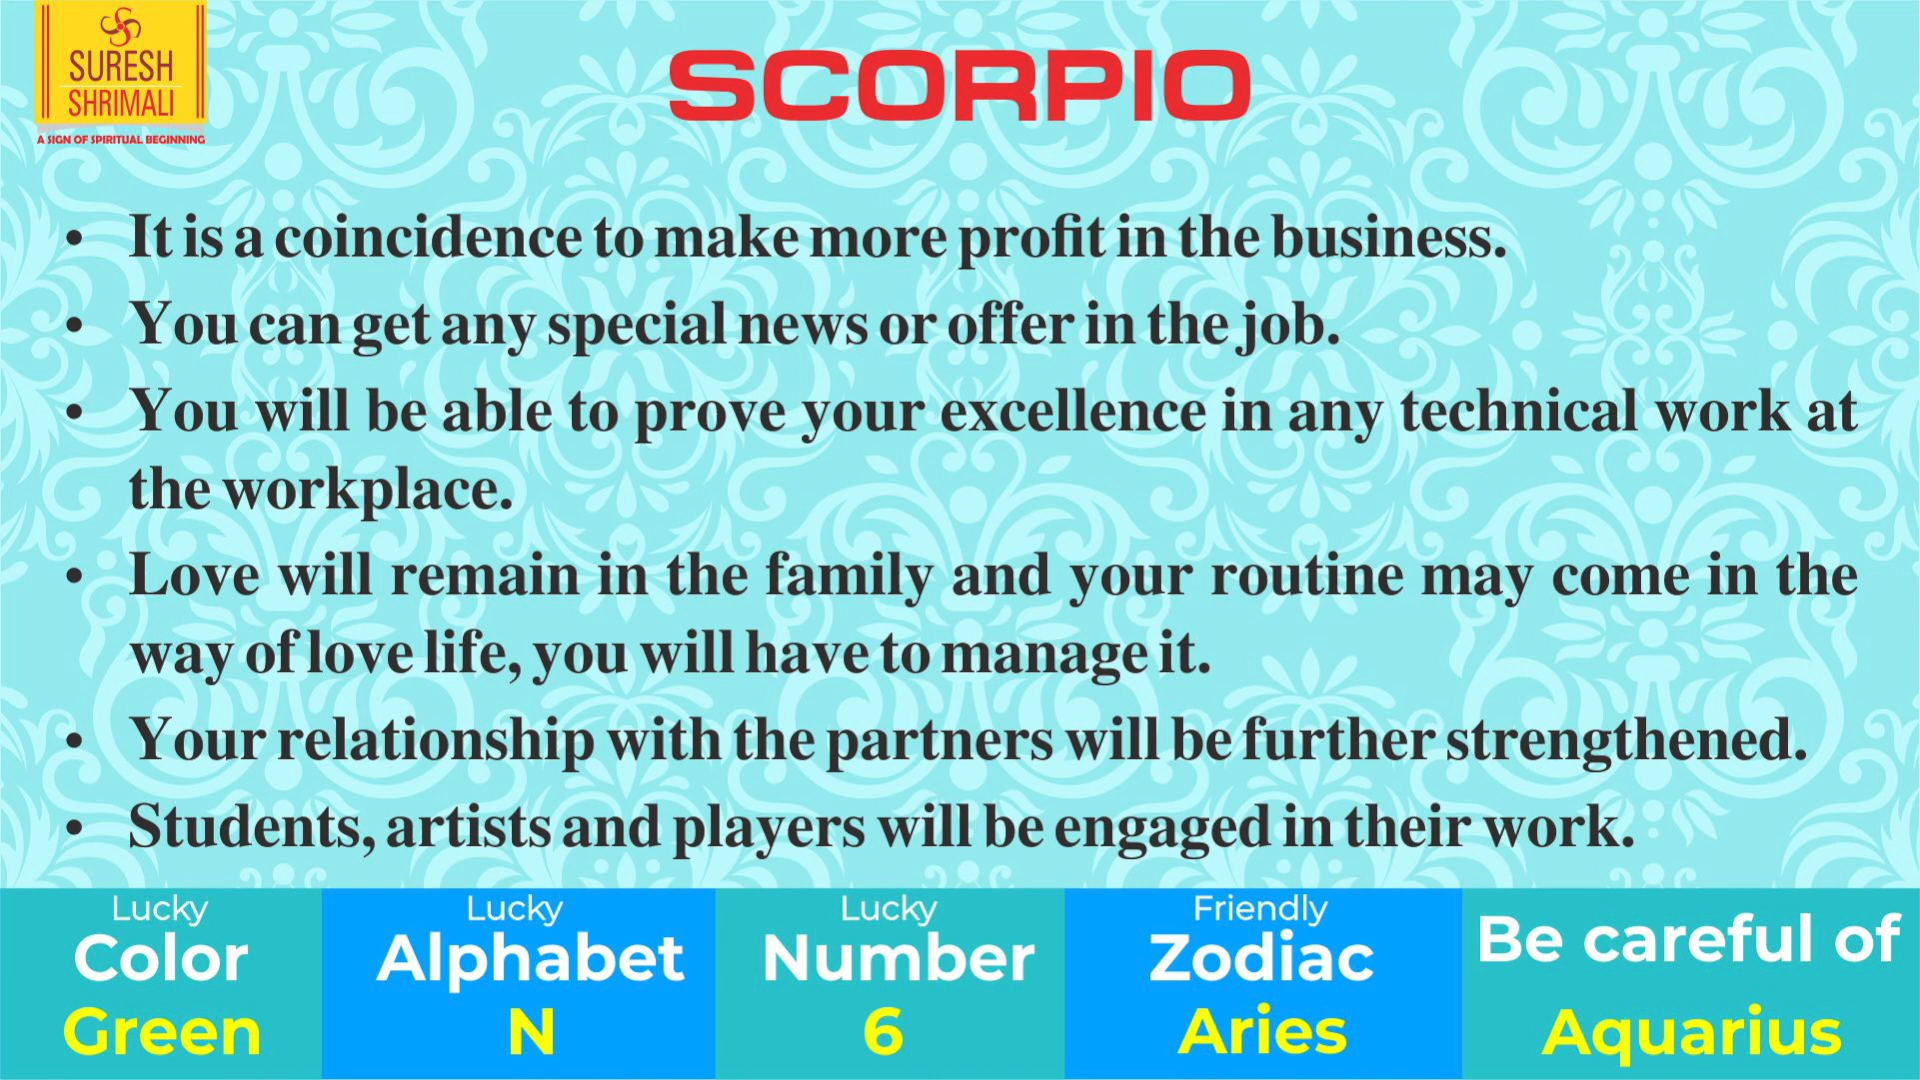 SURESH
SHRIMALI
A SIGN OF SPIRITUAL BEGINNING
SCORPIO
• It is a coincidence to make more profit in the business.
• You can get any special news or offer in the job.
• You will be able to prove your excellence in any technical work at
the workplace.
• Love will remain in the family and your routine may come in the
way of love life, you will have to manage it.
• Your relationship with the partners will be further strengthened.
• Students, artists and players will be engaged in their work.
Lucky
Color
Green
Lucky
Alphabet
N
Lucky
Number
6
Friendly
Zodiac
Aries
Be careful of
Aquarius